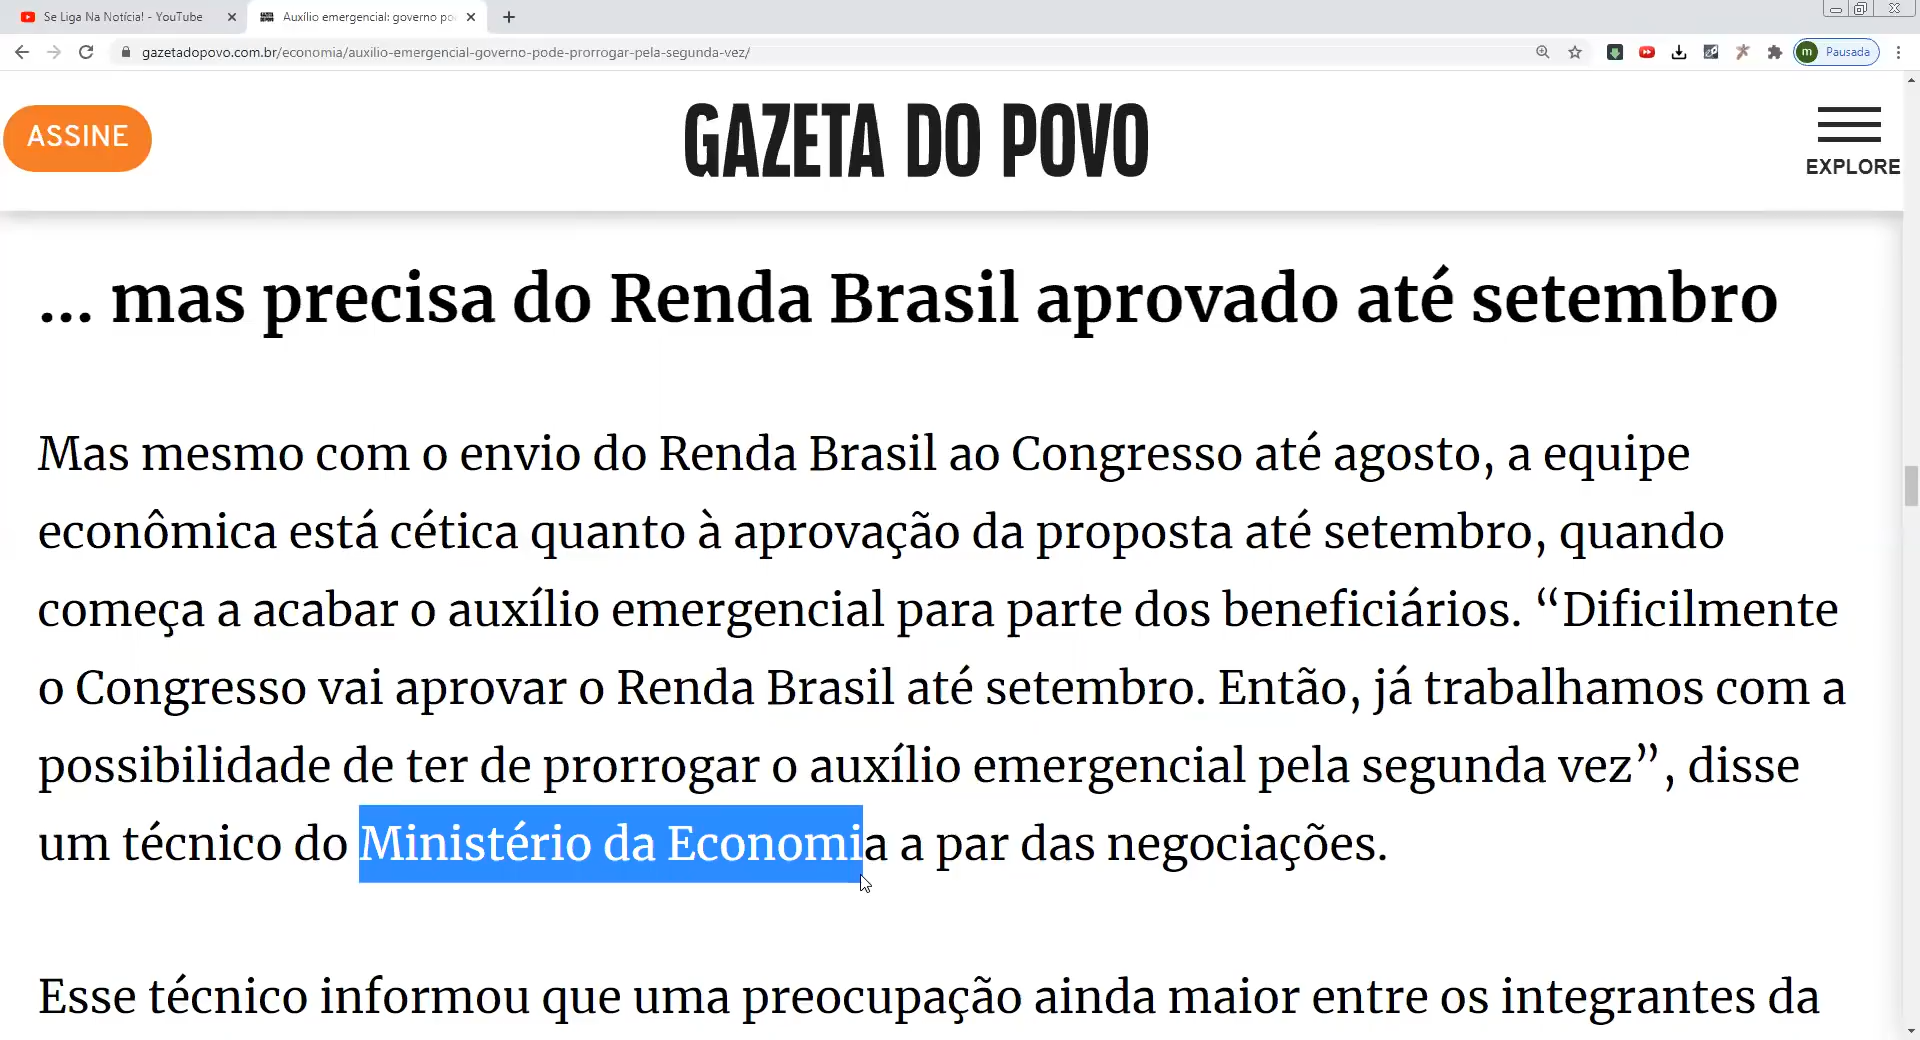 Se Liga Na Notícia! - YouTube
Auxílio emergencial: governo po
gazetadopovo.com.br/economia/auxilio-emergencial-governo-pode-prorrogar-pela-segunda-vez/
m Pausada
ASSINE
GAZETA DO POVO
EXPLORE
... mas precisa do Renda Brasil aprovado até setembro
Mas mesmo com o envio do Renda Brasil ao Congresso até agosto, a equipe
econômica está cética quanto à aprovação da proposta até setembro, quando
começa a acabar o auxílio emergencial para parte dos beneficiários. “Dificilmente
o Congresso vai aprovar o Renda Brasil até setembro. Então, já trabalhamos com a
possibilidade de ter de prorrogar o auxílio emergencial pela segunda vez”, disse
um técnico do Ministério da Economia a par das negociações.
Esse técnico informou que uma preocupação ainda maior entre os integrantes da